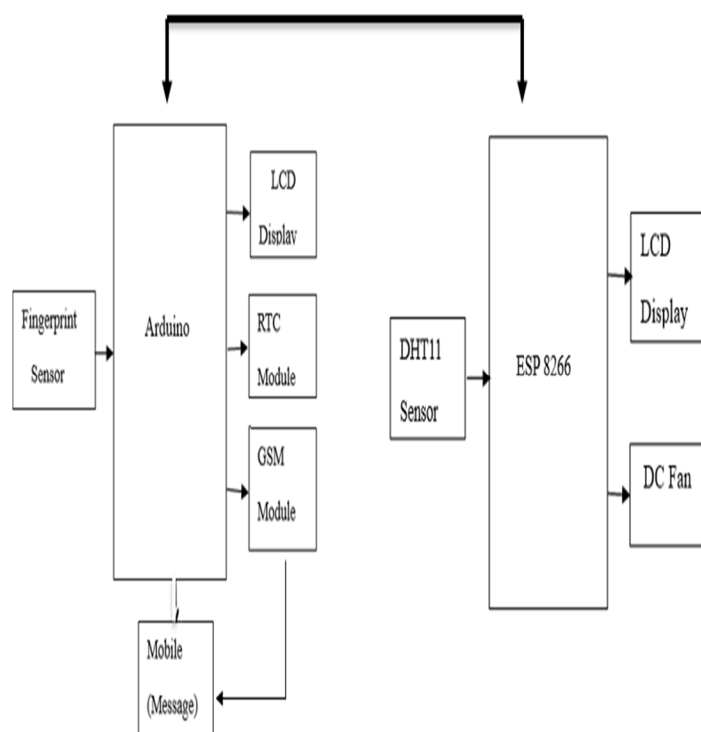 LCD
Display
Fingerprint
Sensor
Arduino
RTC
Module
GSM
Module
Mobile
(Message)
DHT11
Sensor
ESP 8266
LCD
Display
DC Fan